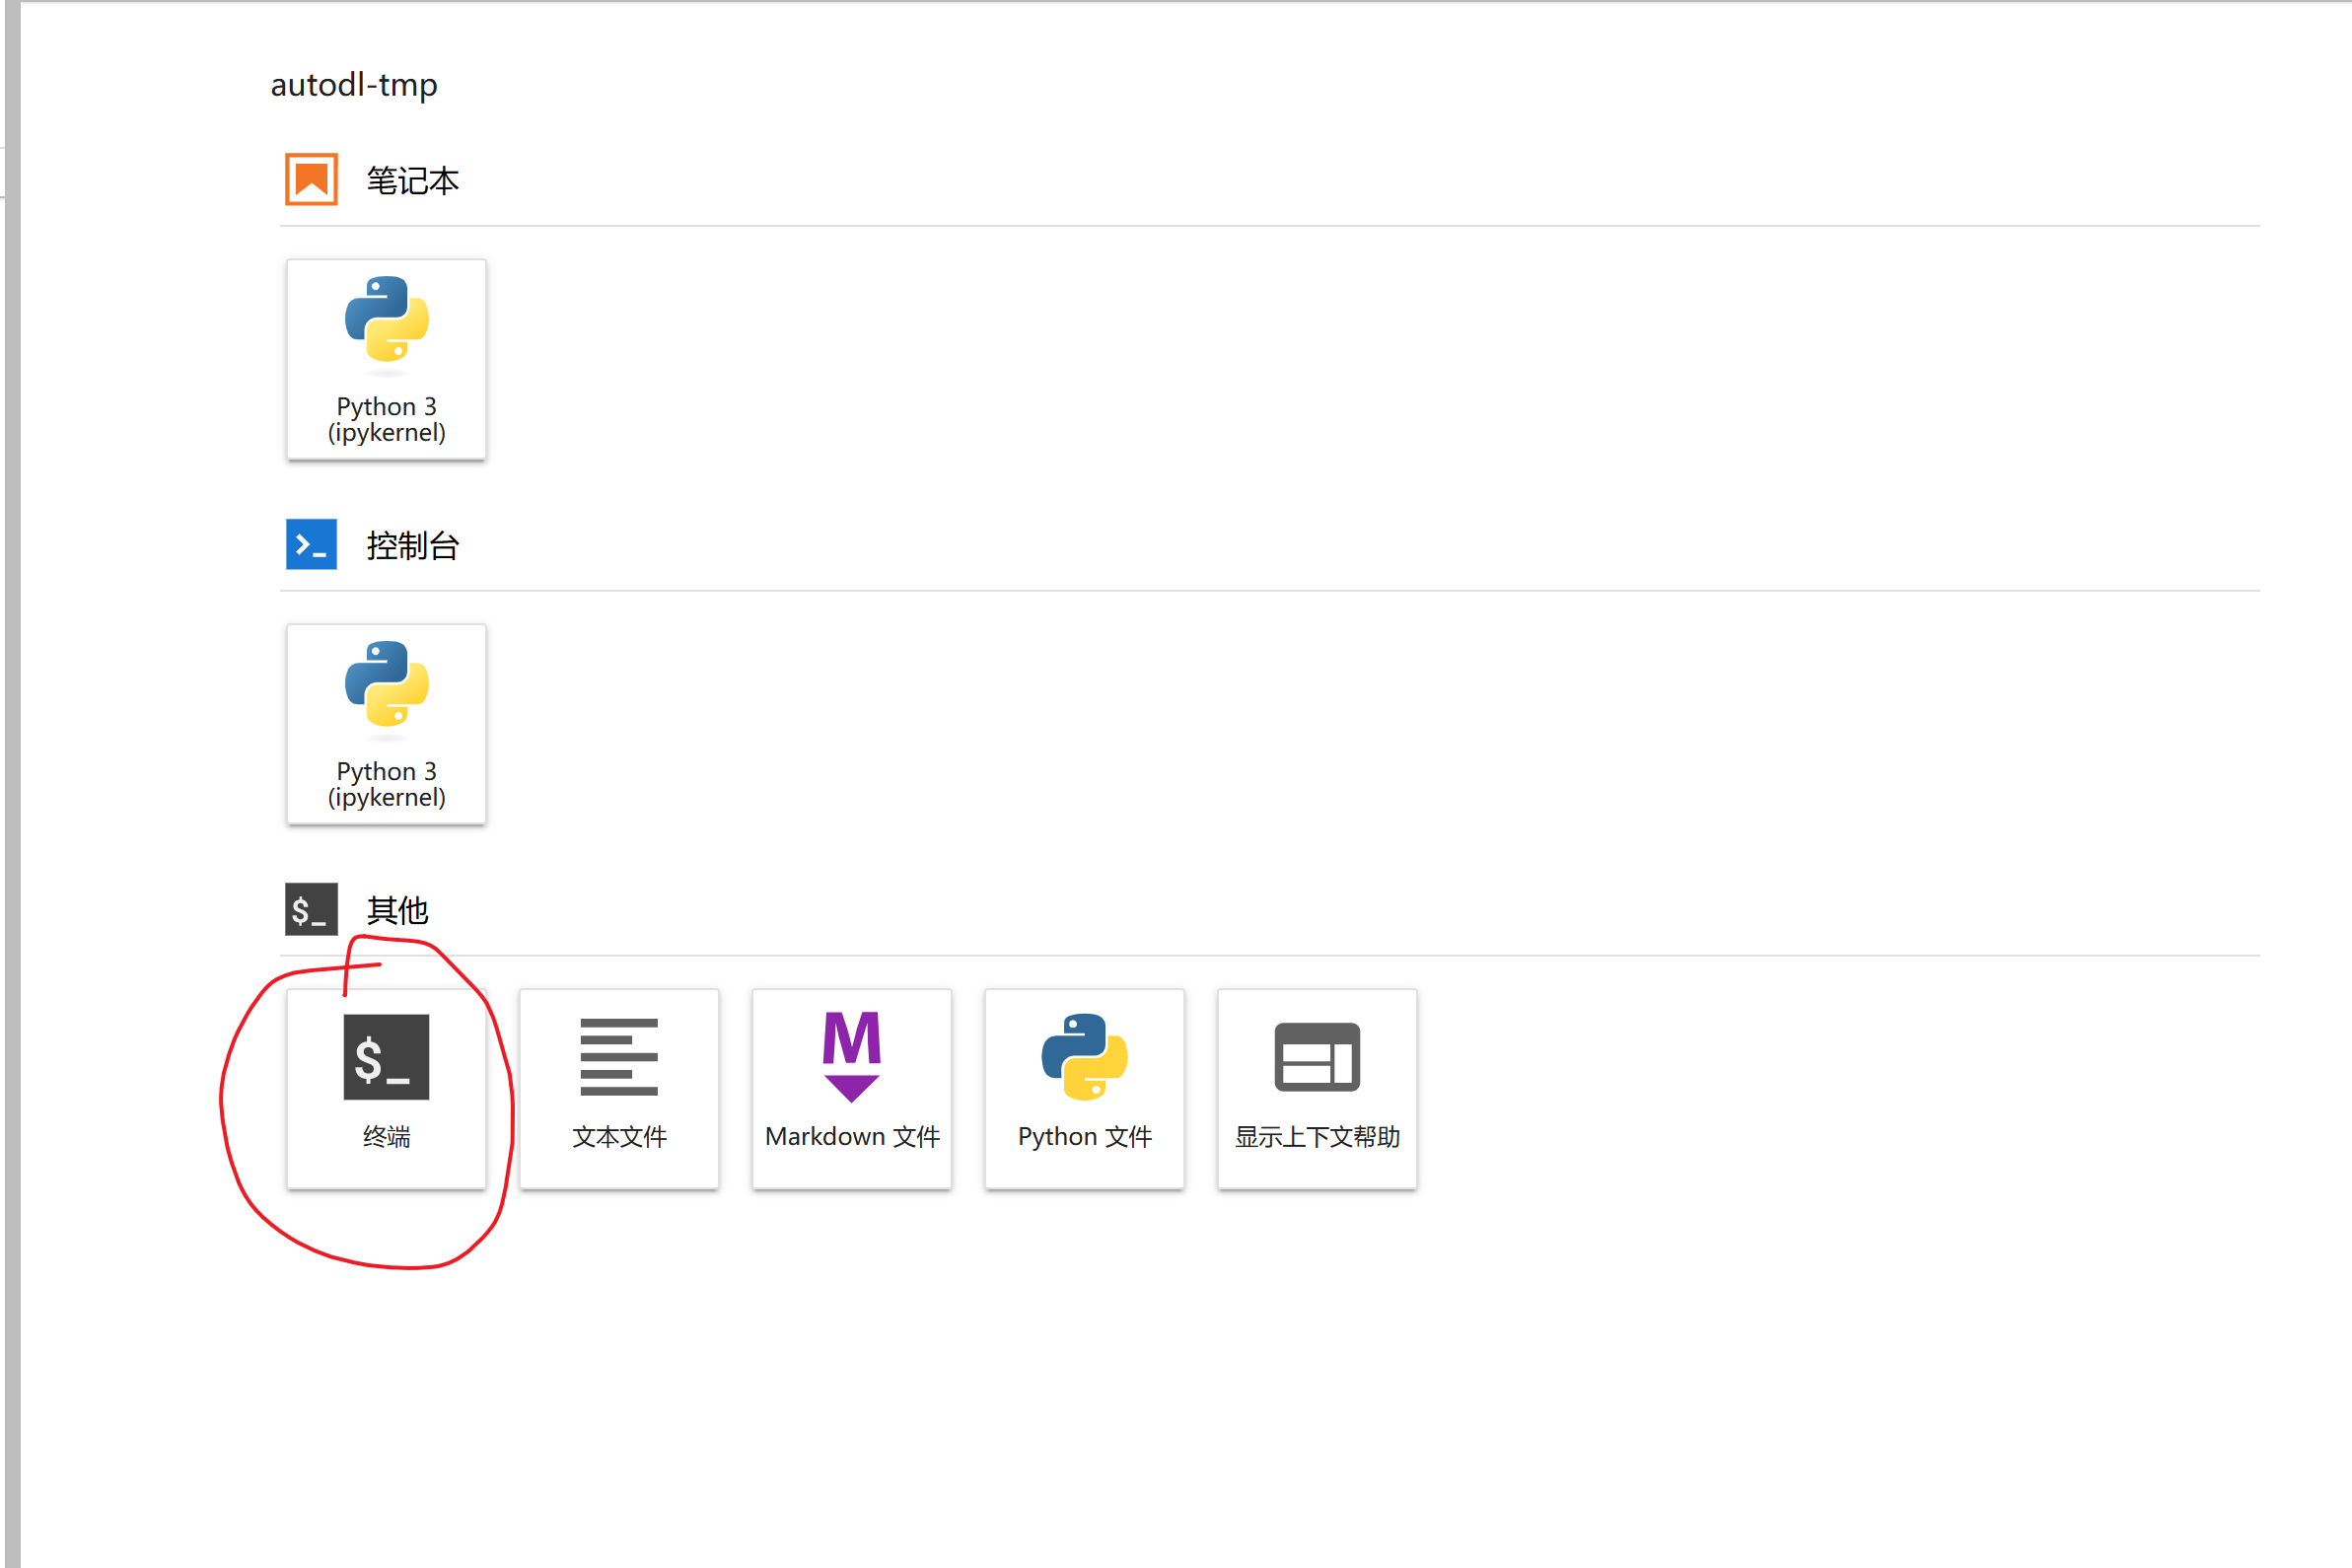 autodl-tmp
笔记本
Python 3
(ipykernel)
控制台
Python 3
(ipykernel)
$_ 其他
$_
终端
文本文件
Markdown 文件
Python 文件
显示上下文帮助